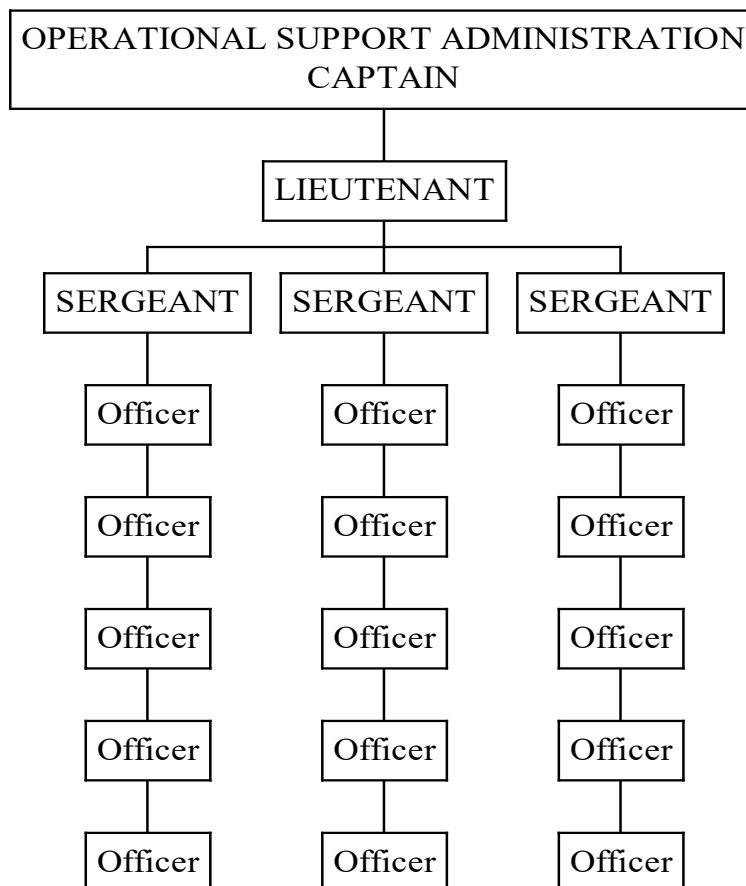 OPERATIONAL SUPPORT ADMINISTRATION
CAPTAIN
LIEUTENANT
SERGEANT SERGEANT SERGEANT
Officer Officer Officer
Officer Officer Officer
Officer Officer Officer
Officer Officer Officer
Officer Officer Officer